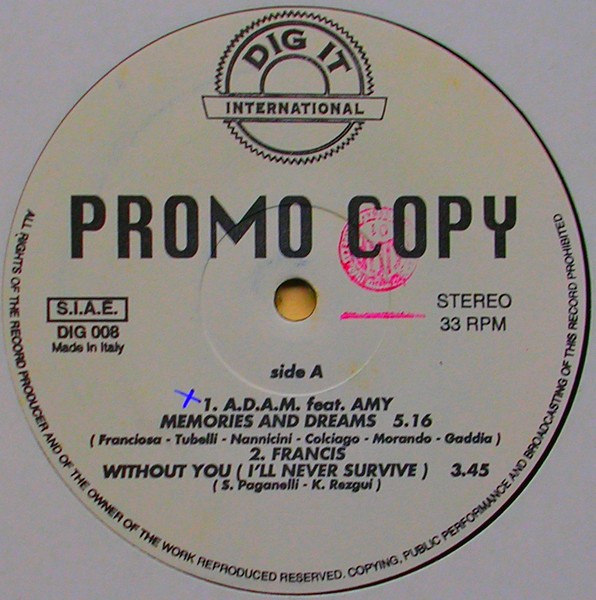 DIG IT
INTERNATIONAL
PROMO COPY
S.I.A.E.
DIG 008
Made in Italy
STEREO
33 RPM
side A
1. A.D.A.M. feat. AMY
MEMORIES AND DREAMS 5.16
( Franciosa - Tubelli - Nannicini - Colciago - Morando - Gaddia )
2. FRANCIS
WITHOUT YOU ( I'LL NEVER SURVIVE ) 3.45
( S. Paganelli - K. Rezgui )
ALL RIGHTS OF THE RECORD PRODUCER AND OF THE OWNER OF THE WORK REPRODUCED RESERVED. COPYING, PUBLIC PERFORMANCE AND BROADCASTING OF THIS RECORD PROHIBITED